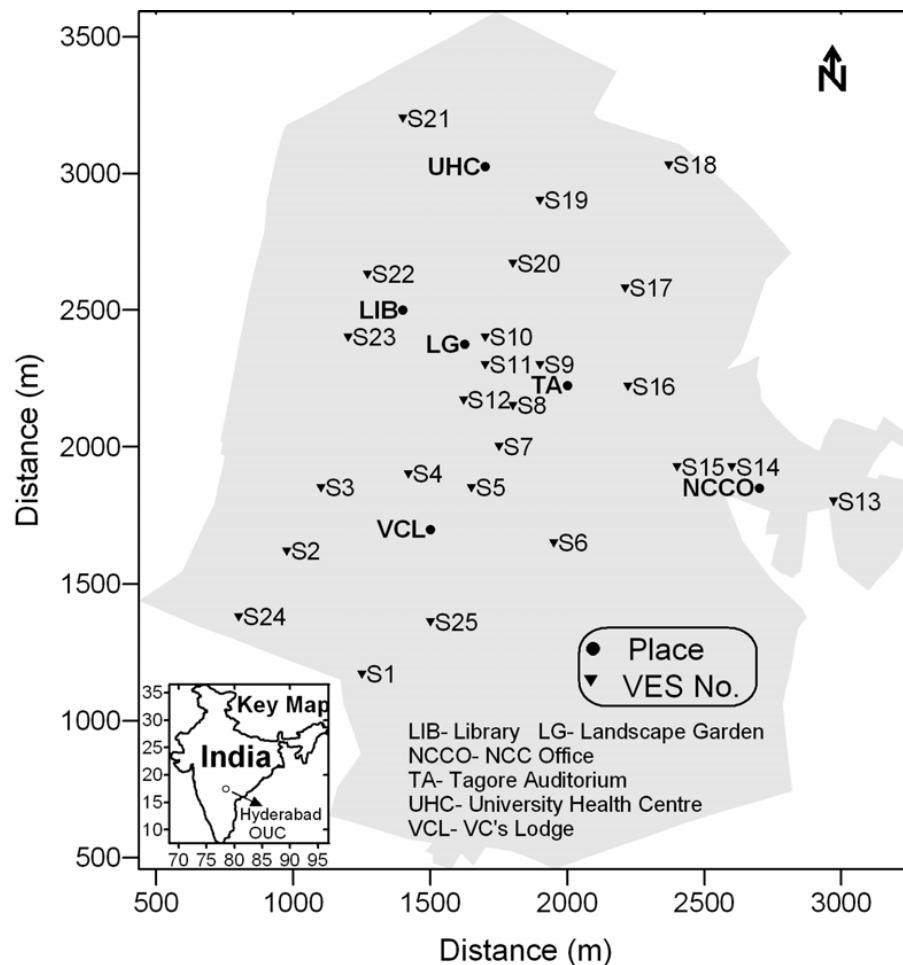 3500
N
S21
3000
UHC
S18
S19
S22
S20
S17
2500
LIB
S23
LG
S10
S11
S9
TA
S16
S12
S8
2000
S7
S4
S15
S14
S3
S5
NCCO
S13
VCL
S6
S2
1500
S24
S25
S1
Place
VES No.
1000
500
Distance (m)
LIB- Library LG- Landscape Garden
NCCO- NCC Office
TA- Tagore Auditorium
UHC- University Health Centre
VCL- VC's Lodge
Key Map
India
Hyderabad
OUC
35
30
25
20
15
10
70 75 80 85 90 95
500 1000 1500 2000 2500 3000
Distance (m)